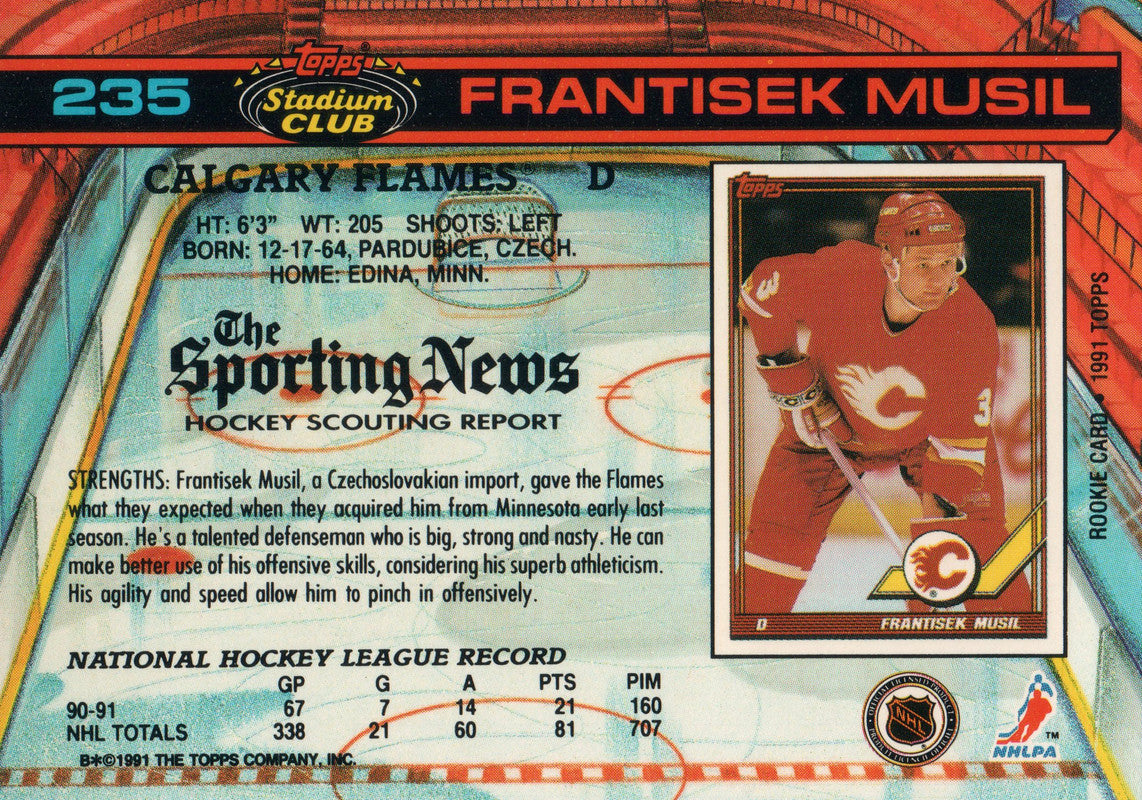 235
TOPPS®
Stadium
CLUB
FRANTISEK MUSIL
CALGARY FLAMES® D
HT: 6'3" WT: 205 SHOOTS: LEFT
BORN: 12-17-64, PARDUBICE, CZECH.
HOME: EDINA, MINN.
The
Sporting News
HOCKEY SCOUTING REPORT
STRENGTHS: Frantisek Musil, a Czechoslovakian import, gave the Flames
what they expected when they acquired him from Minnesota early last
season. He's a talented defenseman who is big, strong and nasty. He can
make better use of his offensive skills, considering his superb athleticism.
His agility and speed allow him to pinch in offensively.
NATIONAL HOCKEY LEAGUE RECORD
GP G A PTS PIM
90-91 67 7 14 21 160
NHL TOTALS 338 21 60 81 707
B*©1991 THE TOPPS COMPANY, INC.
Topps
3
3
C
C
®
D FRANTISEK MUSIL
ROOKIE CARD • 1991 TOPPS
NHL
NHLPA
TM